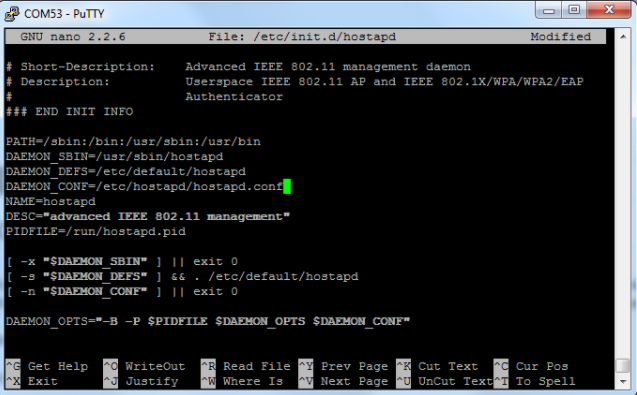 COM53 - PuTTY
GNU nano 2.2.6 File: /etc/init.d/hostapd Modified
# Short-Description: Advanced IEEE 802.11 management daemon
# Description: Userspace IEEE 802.11 AP and IEEE 802.1X/WPA/WPA2/EAP
# Authenticator
### END INIT INFO
PATH=/sbin:/bin:/usr/sbin:/usr/bin
DAEMON_SBIN=/usr/sbin/hostapd
DAEMON_DEFS=/etc/default/hostapd
DAEMON_CONF=/etc/hostapd/hostapd.conf
NAME=hostapd
DESC="advanced IEEE 802.11 management"
PIDFILE=/run/hostapd.pid
[ -x "$DAEMON_SBIN" ] || exit 0
[ -s "$DAEMON_DEFS" ] && . /etc/default/hostapd
[ -n "$DAEMON_CONF" ] || exit 0
DAEMON_OPTS="-B -P $PIDFILE $DAEMON_OPTS $DAEMON_CONF"
^G Get Help ^O WriteOut ^R Read File ^Y Prev Page ^K Cut Text ^C Cur Pos
^X Exit ^J Justify ^W Where Is ^V Next Page ^U UnCut Text ^T To Spell